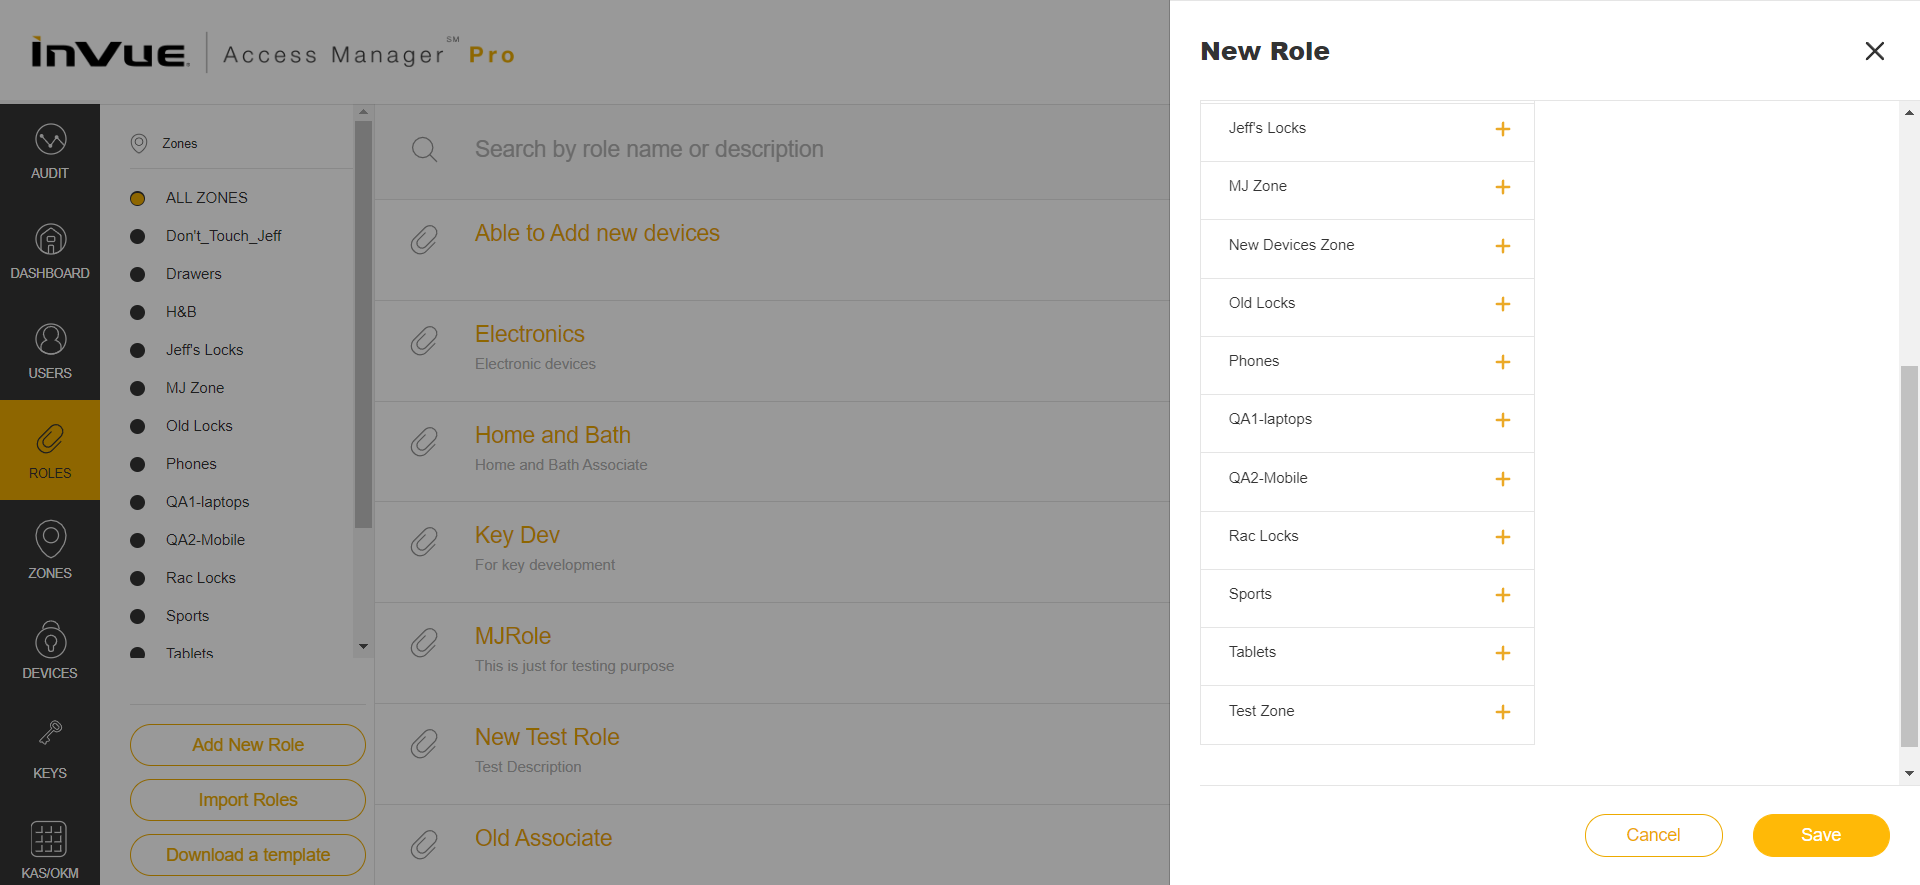 inVue Access Manager SM Pro
AUDIT
DASHBOARD
USERS
ROLES
ZONES
DEVICES
KEYS
KAS/OKM
Zones
ALL ZONES
Don't_Touch_Jeff
Drawers
H&B
Jeff's Locks
MJ Zone
Old Locks
Phones
QA1-laptops
QA2-Mobile
Rac Locks
Sports
Tablets
Add New Role
Import Roles
Download a template
Search by role name or description
Able to Add new devices
Electronics
Electronic devices
Home and Bath
Home and Bath Associate
Key Dev
For key development
MJRole
This is just for testing purpose
New Test Role
Test Description
Old Associate
New Role
Jeff's Locks
MJ Zone
New Devices Zone
Old Locks
Phones
QA1-laptops
QA2-Mobile
Rac Locks
Sports
Tablets
Test Zone
Cancel
Save